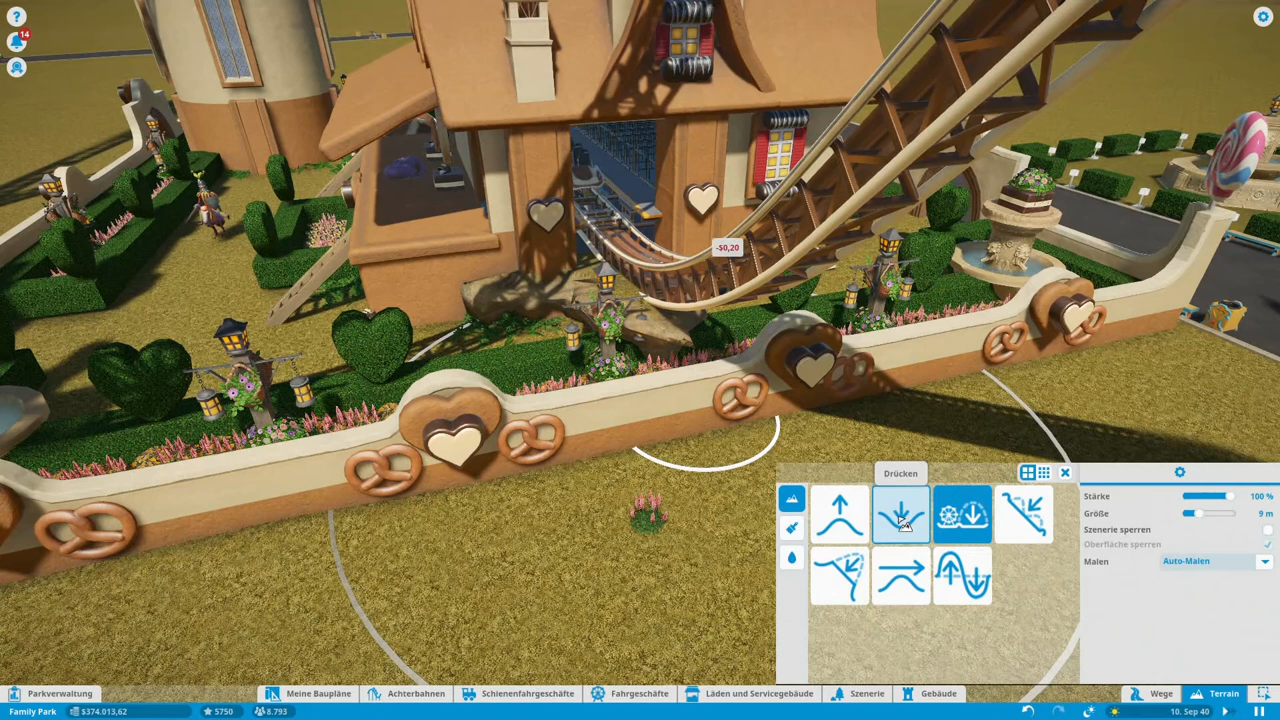 ?
14
-$0,20
Drücken
Stärke 100 %
Größe 9 m
Szenerie sperren
Oberfläche sperren
Malen Auto-Malen
Parkverwaltung Meine Baupläne Achterbahnen Schienenfahrgeschäfte Fahrgeschäfte Läden und Servicegebäude Szenerie Gebäude Wege Terrain
Family Park $374.013,62 5750 8.793 10. Sep 40